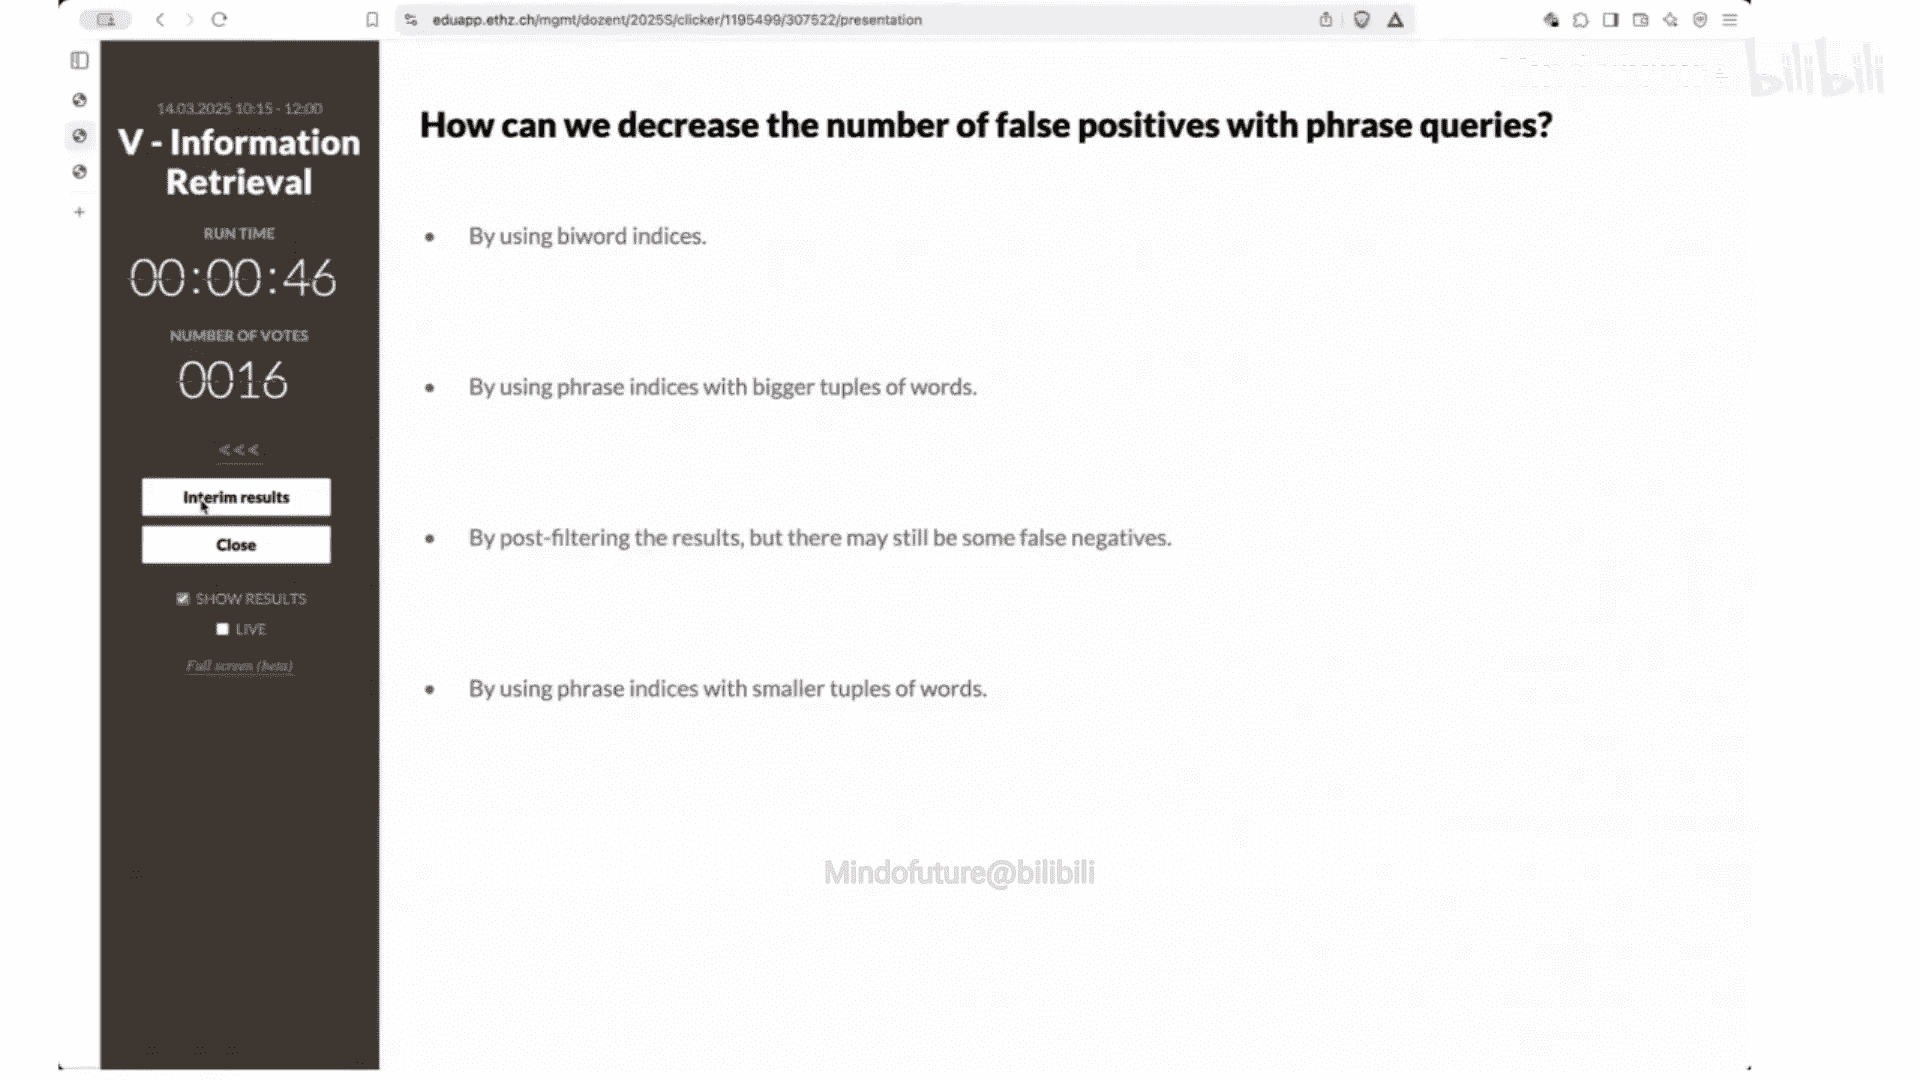 eduapp.ethz.ch/mgmt/dozent/2025S/clicker/1195499/307522/presentation
bilibili
14.03.2025 10:15 - 12:00
V - Information
Retrieval
RUN TIME
00:00:46
NUMBER OF VOTES
0016
<<<
Interim results
Close
SHOW RESULTS
LIVE
Full screen (beta)
How can we decrease the number of false positives with phrase queries?
• By using biword indices.
• By using phrase indices with bigger tuples of words.
• By post-filtering the results, but there may still be some false negatives.
• By using phrase indices with smaller tuples of words.
Mindofuture@bilibili